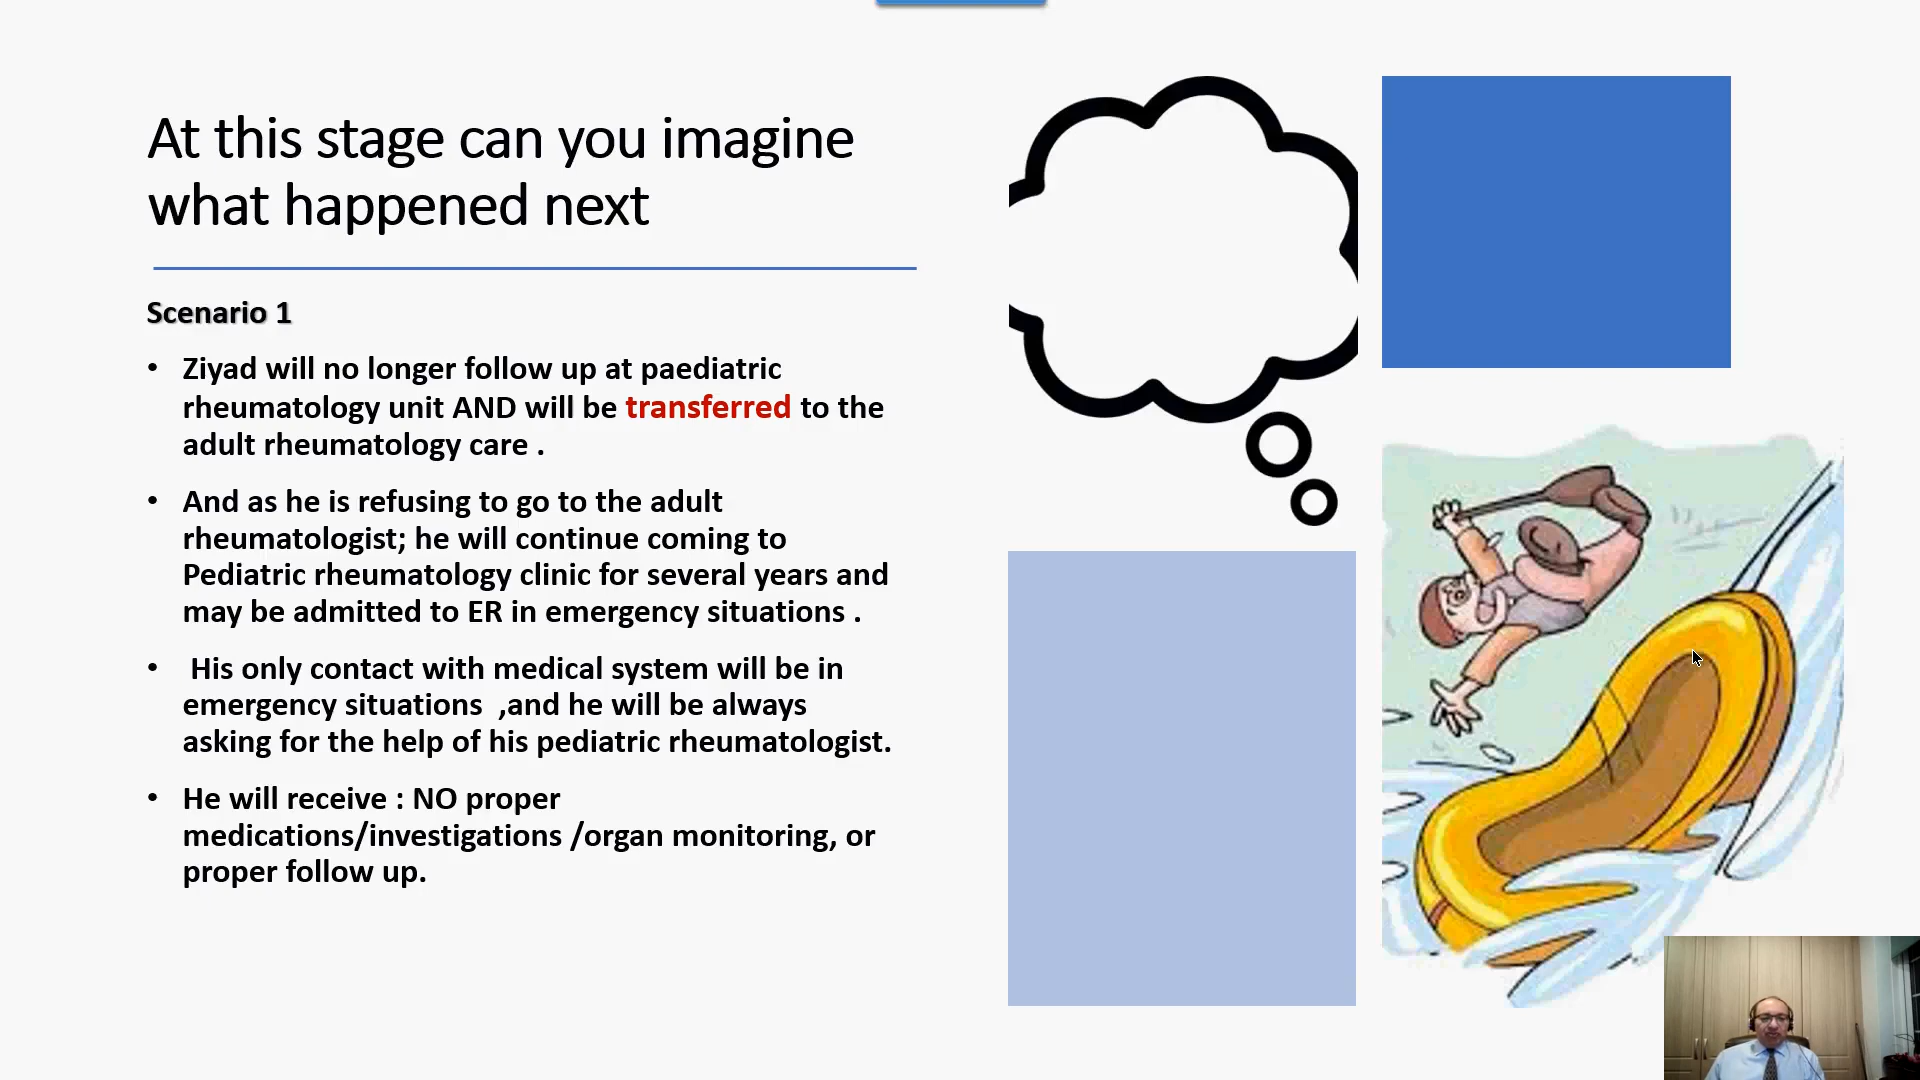 At this stage can you imagine
what happened next
Scenario 1
• Ziyad will no longer follow up at paediatric
rheumatology unit AND will be transferred to the
adult rheumatology care .
• And as he is refusing to go to the adult
rheumatologist; he will continue coming to
Pediatric rheumatology clinic for several years and
may be admitted to ER in emergency situations .
• His only contact with medical system will be in
emergency situations ,and he will be always
asking for the help of his pediatric rheumatologist.
• He will receive : NO proper
medications/investigations /organ monitoring, or
proper follow up.